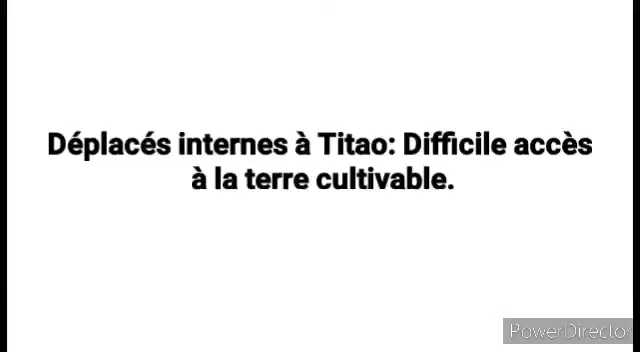 Déplacés internes à Titao: Difficile accès
à la terre cultivable.
PowerDirector